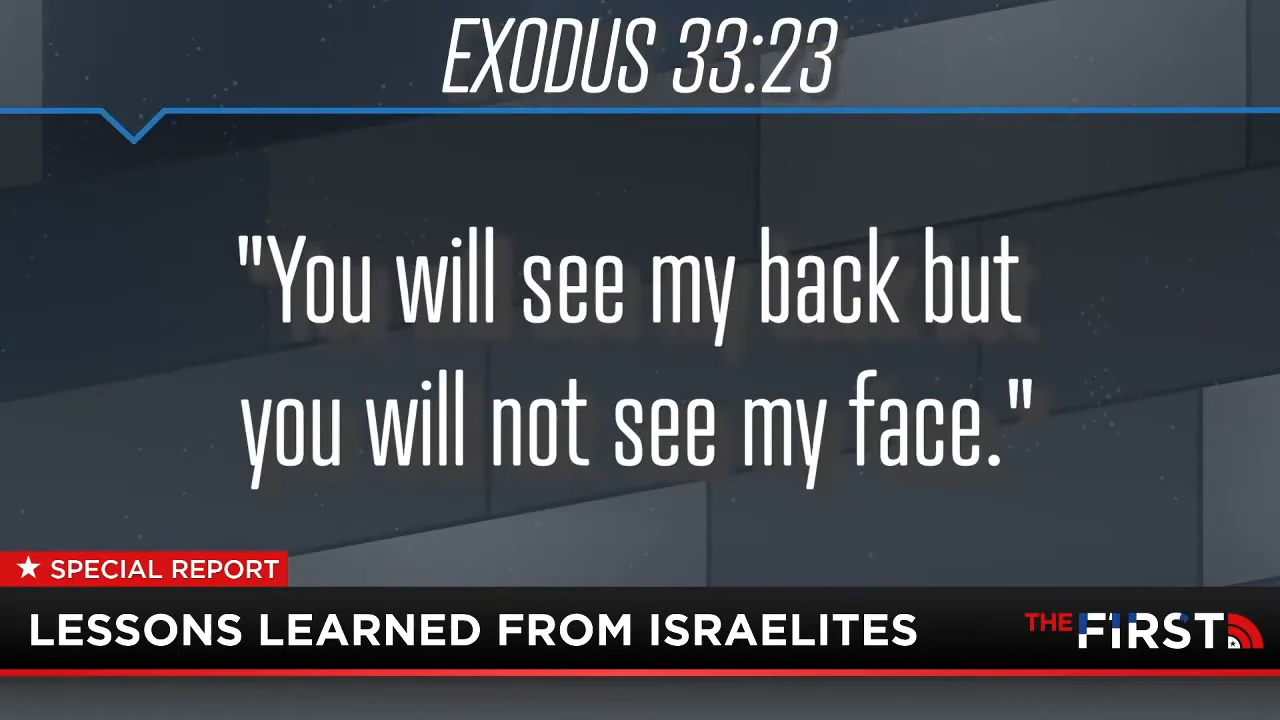 EXODUS 33:23
"You will see my back but
you will not see my face."
★ SPECIAL REPORT
LESSONS LEARNED FROM ISRAELITES
THE FIRST